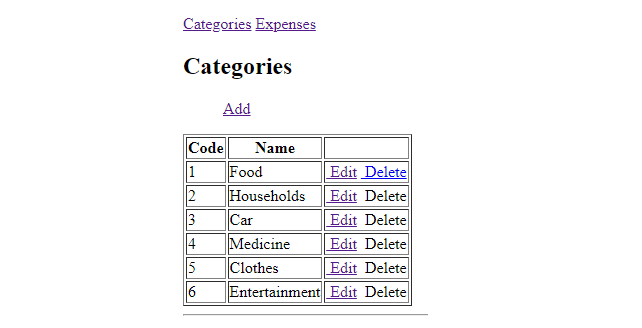 Categories Expenses
Categories
Add
Code Name
1 Food Edit Delete
2 Households Edit Delete
3 Car Edit Delete
4 Medicine Edit Delete
5 Clothes Edit Delete
6 Entertainment Edit Delete